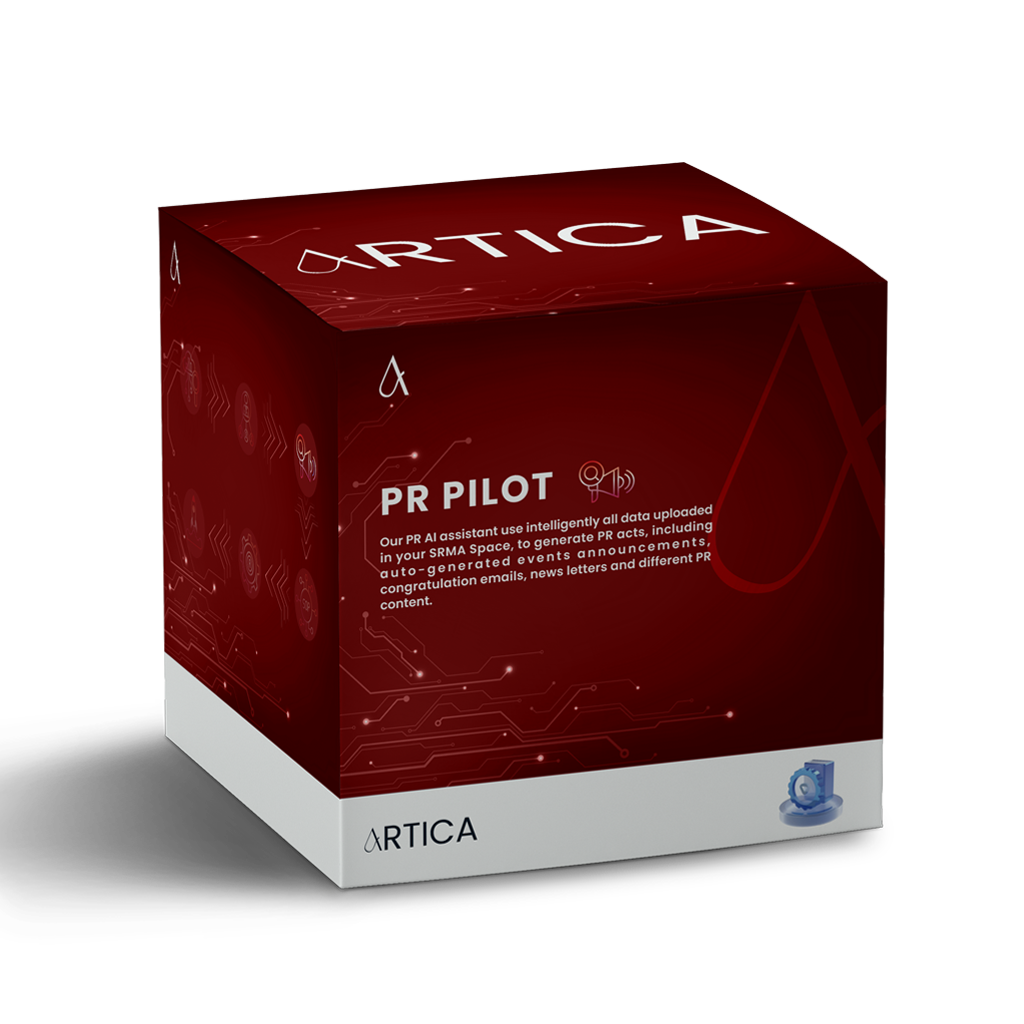 ARTICA
PR PILOT
Our PR AI assistant use intelligently all data uploaded
in your SRMA Space, to generate PR acts, including
auto-generated events announcements,
congratulation emails, news letters and different PR
content.
ARTICA